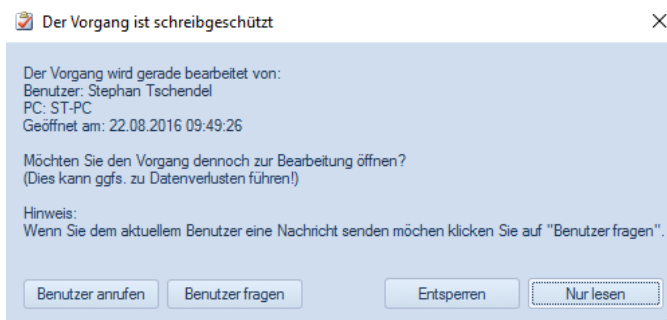 Der Vorgang ist schreibgeschützt
Der Vorgang wird gerade bearbeitet von:
Benutzer: Stephan Tschendel
PC: ST-PC
Geöffnet am: 22.08.2016 09:49:26
Möchten Sie den Vorgang dennoch zur Bearbeitung öffnen?
(Dies kann ggfs. zu Datenverlusten führen!)
Hinweis:
Wenn Sie dem aktuellem Benutzer eine Nachricht senden möchen klicken Sie auf "Benutzer fragen".
Benutzer anrufen Benutzer fragen Entsperren Nur lesen